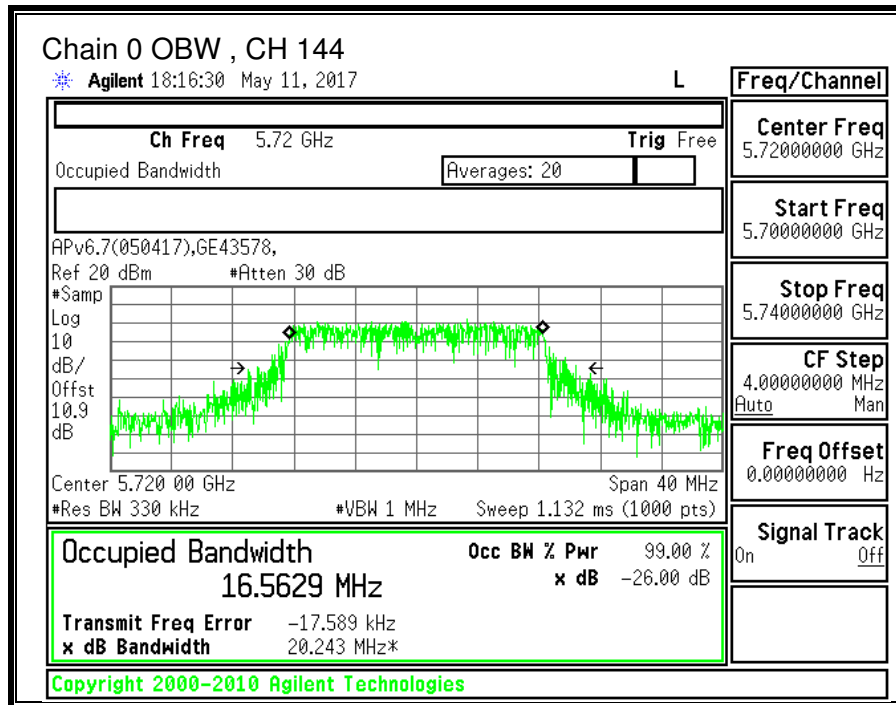 Chain 0 OBW , CH 144
Agilent 18:16:30 May 11, 2017 L
Freq/Channel
Ch Freq 5.72 GHz Trig Free
Occupied Bandwidth Averages: 20
APv6.7(050417),GE43578,
Ref 20 dBm #Atten 30 dB
#Samp
Log
10
dB/
Offst
10.9
dB
Center 5.720 00 GHz Span 40 MHz
#Res BW 330 kHz #VBW 1 MHz Sweep 1.132 ms (1000 pts)
Occupied Bandwidth Occ BW % Pwr 99.00 %
16.5629 MHz x dB -26.00 dB
Transmit Freq Error -17.589 kHz
x dB Bandwidth 20.243 MHz*
Copyright 2000-2010 Agilent Technologies
Center Freq
5.72000000 GHz
Start Freq
5.70000000 GHz
Stop Freq
5.74000000 GHz
CF Step
4.00000000 MHz
Auto Man
Freq Offset
0.00000000 Hz
Signal Track
On Off